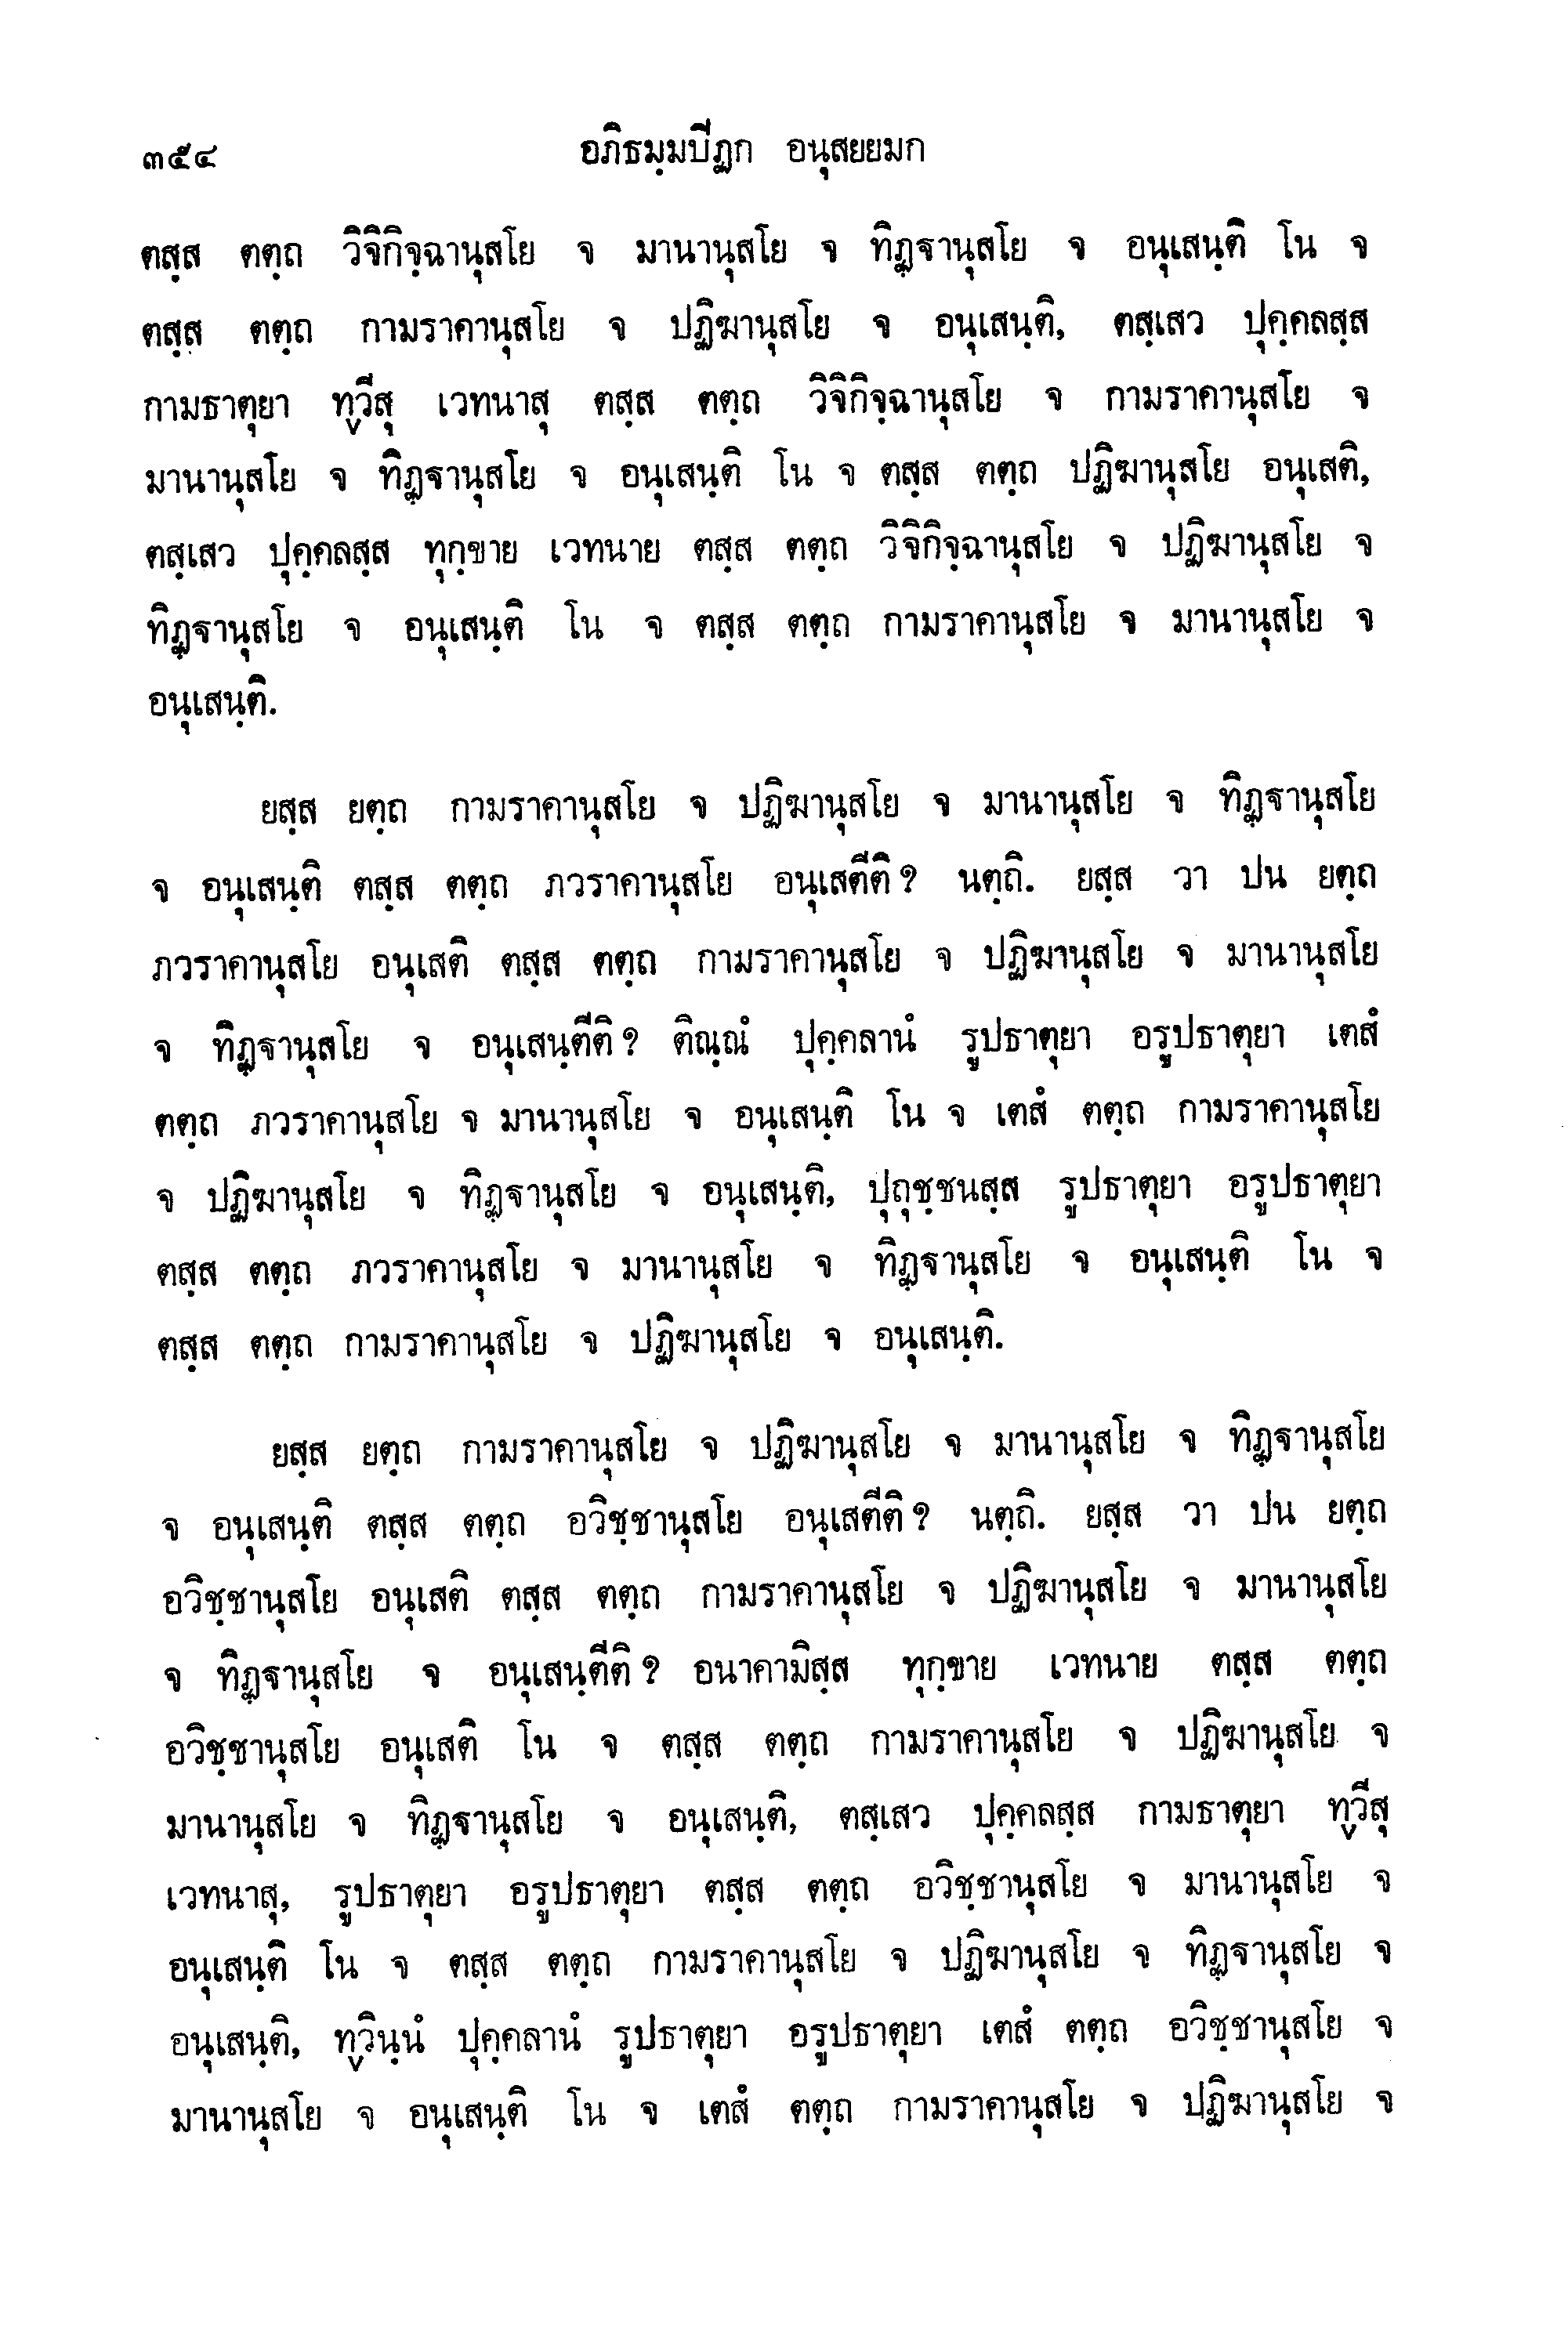 ๓๕๔ อภิธมฺมปีฏก อนุสยยมก
ตสฺส ตตฺถ วิจิกิจฺฉานุสโย จ มานานุสโย จ ทิฏฺฐานุสโย จ อนุเสนฺติ โน จ
ตสฺส ตตฺถ กามราคานุสโย จ ปฏิฆานุสโย จ อนุเสนฺติ, ตสฺเสว ปุคฺคลสฺส
กามธาตุยา ทฺวีสุ เวทนาสุ ตสฺส ตตฺถ วิจิกิจฺฉานุสโย จ กามราคานุสโย จ
มานานุสโย จ ทิฏฺฐานุสโย จ อนุเสนฺติ โน จ ตสฺส ตตฺถ ปฏิฆานุสโย อนุเสติ,
ตสฺเสว ปุคฺคลสฺส ทุกฺขาย เวทนาย ตสฺส ตตฺถ วิจิกิจฺฉานุสโย จ ปฏิฆานุสโย จ
ทิฏฺฐานุสโย จ อนุเสนฺติ โน จ ตสฺส ตตฺถ กามราคานุสโย จ มานานุสโย จ
อนุเสนฺติ.
ยสฺส ยตฺถ กามราคานุสโย จ ปฏิฆานุสโย จ มานานุสโย จ ทิฏฺฐานุสโย
จ อนุเสนฺติ ตสฺส ตตฺถ ภวราคานุสโย อนุเสตีติ ? นตฺถิ. ยสฺส วา ปน ยตฺถ
ภวราคานุสโย อนุเสติ ตสฺส ตตฺถ กามราคานุสโย จ ปฏิฆานุสโย จ มานานุสโย
จ ทิฏฺฐานุสโย จ อนุเสนฺตีติ ? ติณฺณํ ปุคฺคลานํ รูปธาตุยา อรูปธาตุยา เตสํ
ตตฺถ ภวราคานุสโย จ มานานุสโย จ อนุเสนฺติ โน จ เตสํ ตตฺถ กามราคานุสโย
จ ปฏิฆานุสโย จ ทิฏฺฐานุสโย จ อนุเสนฺติ, ปุถุชฺชนสฺส รูปธาตุยา อรูปธาตุยา
ตสฺส ตตฺถ ภวราคานุสโย จ มานานุสโย จ ทิฏฺฐานุสโย จ อนุเสนฺติ โน จ
ตสฺส ตตฺถ กามราคานุสโย จ ปฏิฆานุสโย จ อนุเสนฺติ.
ยสฺส ยตฺถ กามราคานุสโย จ ปฏิฆานุสโย จ มานานุสโย จ ทิฏฺฐานุสโย
จ อนุเสนฺติ ตสฺส ตตฺถ อวิชฺชานุสโย อนุเสตีติ ? นตฺถิ. ยสฺส วา ปน ยตฺถ
อวิชฺชานุสโย อนุเสติ ตสฺส ตตฺถ กามราคานุสโย จ ปฏิฆานุสโย จ มานานุสโย
จ ทิฏฺฐานุสโย จ อนุเสนฺตีติ ? อนาคามิสฺส ทุกฺขาย เวทนาย ตสฺส ตตฺถ
อวิชฺชานุสโย อนุเสติ โน จ ตสฺส ตตฺถ กามราคานุสโย จ ปฏิฆานุสโย จ
มานานุสโย จ ทิฏฺฐานุสโย จ อนุเสนฺติ, ตสฺเสว ปุคฺคลสฺส กามธาตุยา ทฺวีสุ
เวทนาสุ, รูปธาตุยา อรูปธาตุยา ตสฺส ตตฺถ อวิชฺชานุสโย จ มานานุสโย จ
อนุเสนฺติ โน จ ตสฺส ตตฺถ กามราคานุสโย จ ปฏิฆานุสโย จ ทิฏฺฐานุสโย จ
อนุเสนฺติ, ทฺวินฺนํ ปุคฺคลานํ รูปธาตุยา อรูปธาตุยา เตสํ ตตฺถ อวิชฺชานุสโย จ
มานานุสโย จ อนุเสนฺติ โน จ เตสํ ตตฺถ กามราคานุสโย จ ปฏิฆานุสโย จ